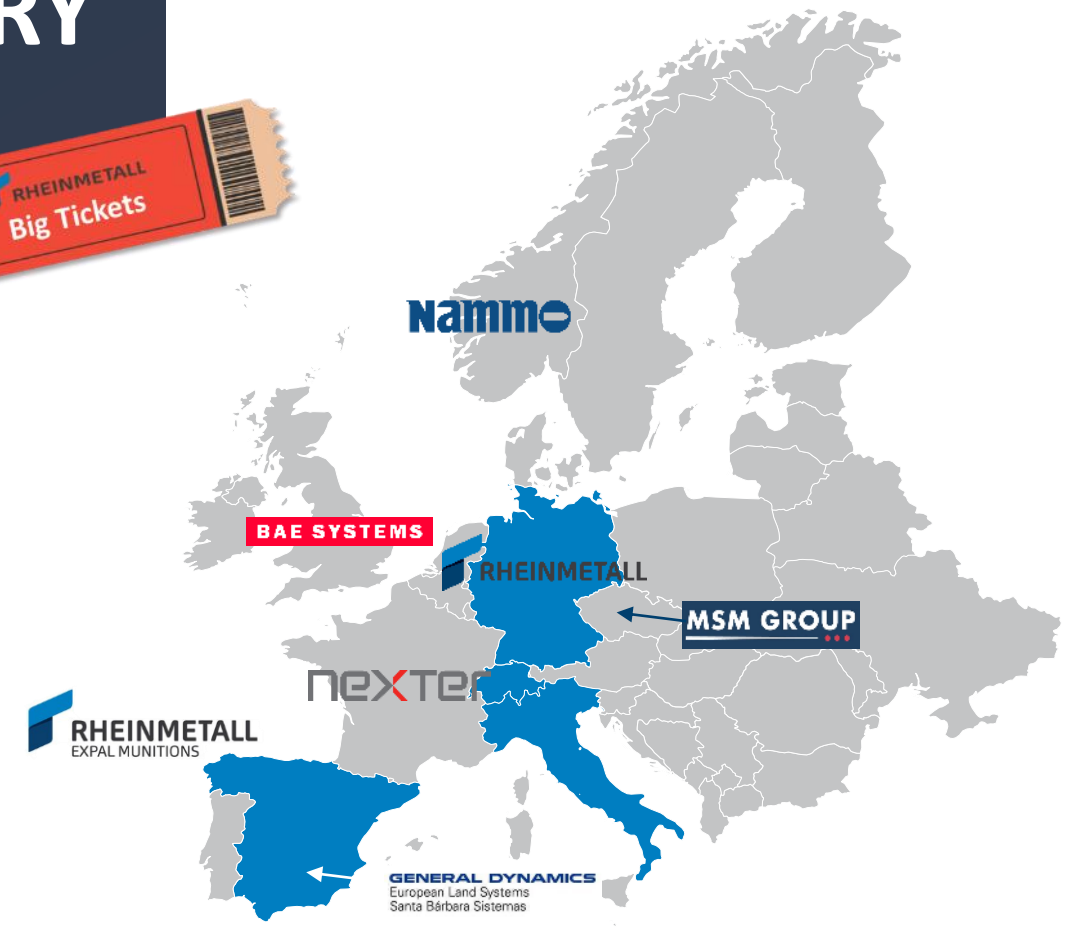 RY
RHEINMETALL
Big Tickets
Nammo
BAE SYSTEMS
RHEINMETALL
MSM GROUP
nexter
RHEINMETALL
EXPAL MUNITIONS
GENERAL DYNAMICS
European Land Systems
Santa Bárbara Sistemas